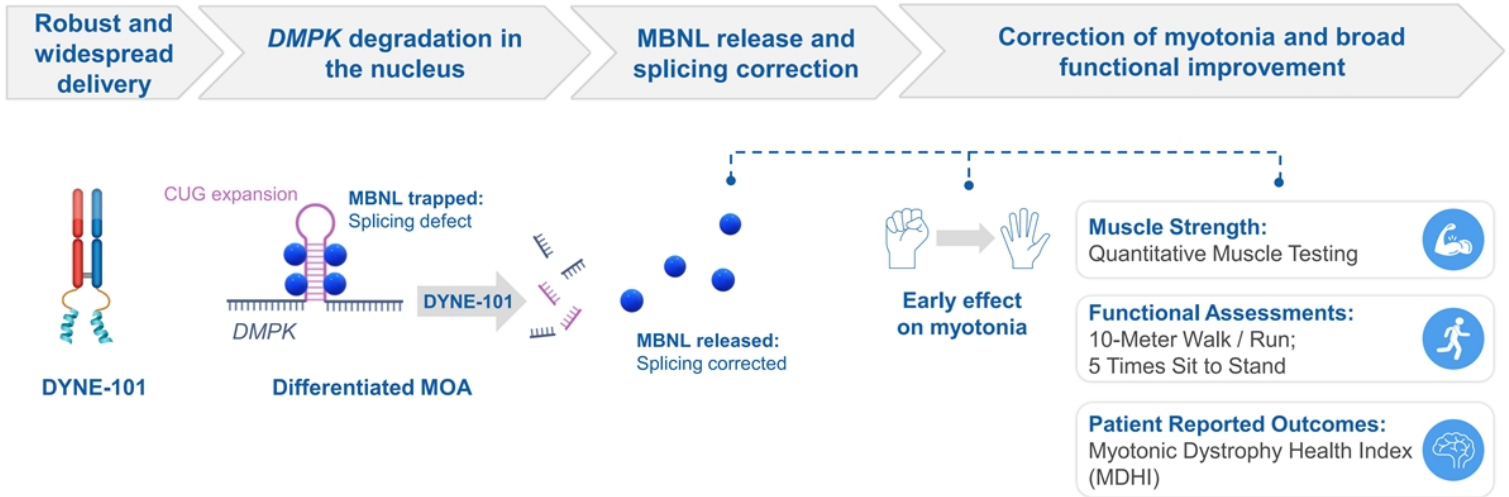 Robust and
widespread
delivery
DMPK degradation in
the nucleus
MBNL release and
splicing correction
Correction of myotonia and broad
functional improvement
CUG expansion
MBNL trapped:
Splicing defect
DMPK
DYNE-101
DYNE-101
Differentiated MOA
MBNL released:
Splicing corrected
Early effect
on myotonia
Muscle Strength:
Quantitative Muscle Testing
Functional Assessments:
10-Meter Walk / Run;
5 Times Sit to Stand
Patient Reported Outcomes:
Myotonic Dystrophy Health Index
(MDHI)